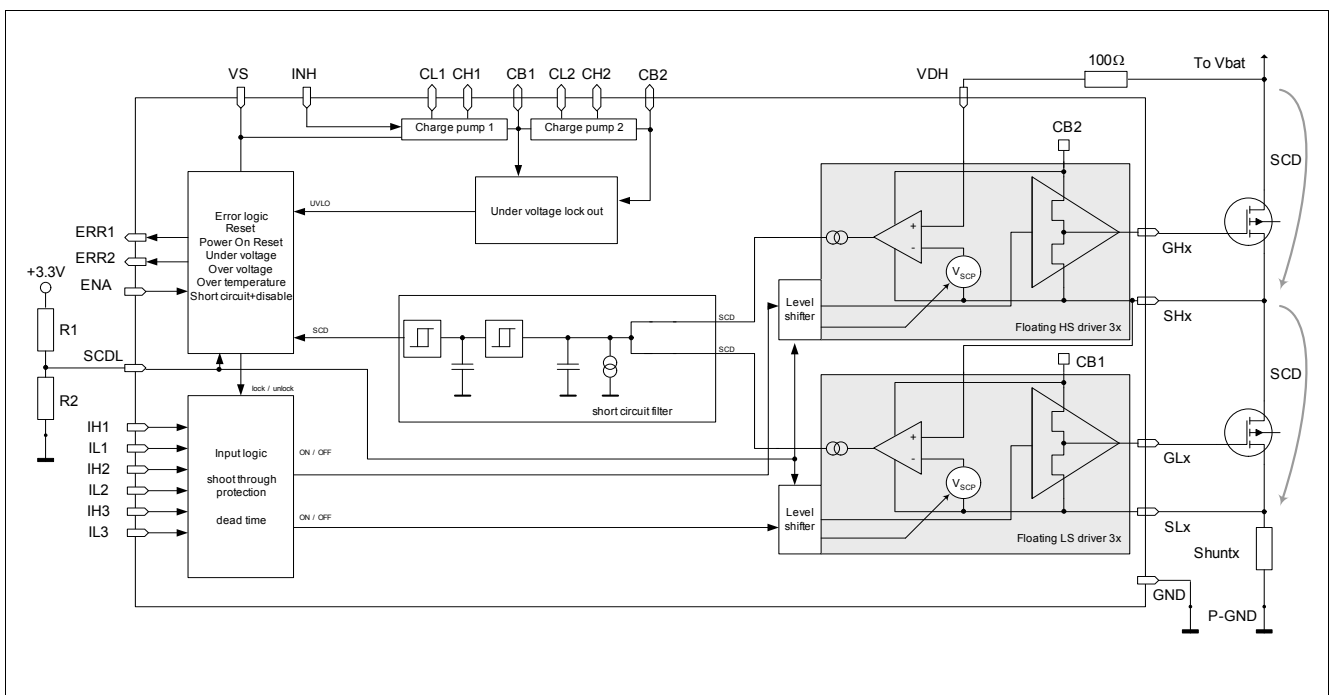 VS
INH
CL1
CH1
CB1
CL2
CH2
CB2
VDH
100Ω
To Vbat
Charge pump 1
Charge pump 2
CB2
SCD
Error logic
Reset
Power On Reset
Under voltage
Over voltage
Over temperature
Short circuit+disable
UVLO
Under voltage lock out
ERR1
ERR2
ENA
+3.3V
R1
SCDL
R2
+
-
VSCP
Level
shifter
Floating HS driver 3x
GHx
SHx
SCD
SCD
SCD
short circuit filter
lock / unlock
CB1
SCD
IH1
IL1
IH2
IL2
IH3
IL3
Input logic
shoot through
protection
dead time
ON / OFF
ON / OFF
+
-
VSCP
Level
shifter
Floating LS driver 3x
GLx
SLx
Shuntx
GND
P-GND